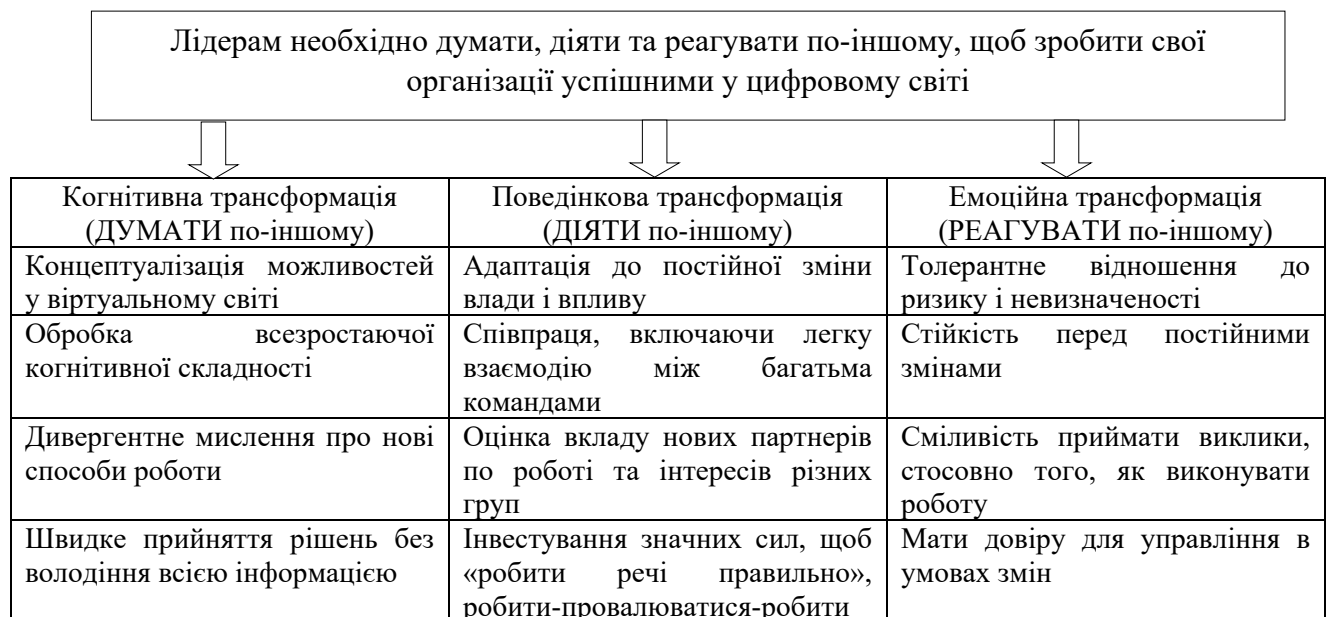 Лідерам необхідно думати, діяти та реагувати по-іншому, щоб зробити свої
організації успішними у цифровому світі
Когнітивна трансформація
(ДУМАТИ по-іншому)
Поведінкова трансформація
(ДІЯТИ по-іншому)
Емоційна трансформація
(РЕАГУВАТИ по-іншому)
Концептуалізація можливостей
у віртуальному світі
Адаптація до постійної зміни
влади і впливу
Толерантне відношення до
ризику і невизначеності
Обробка всезростаючої
когнітивної складності
Співпраця, включаючи легку
взаємодію між багатьма
командами
Стійкість перед постійними
змінами
Дивергентне мислення про нові
способи роботи
Оцінка вкладу нових партнерів
по роботі та інтересів різних
груп
Сміливість приймати виклики,
стосовно того, як виконувати
роботу
Швидке прийняття рішень без
володіння всією інформацією
Інвестування значних сил, щоб
«робити речі правильно»,
робити-провалюватися-робити
Мати довіру для управління в
умовах змін